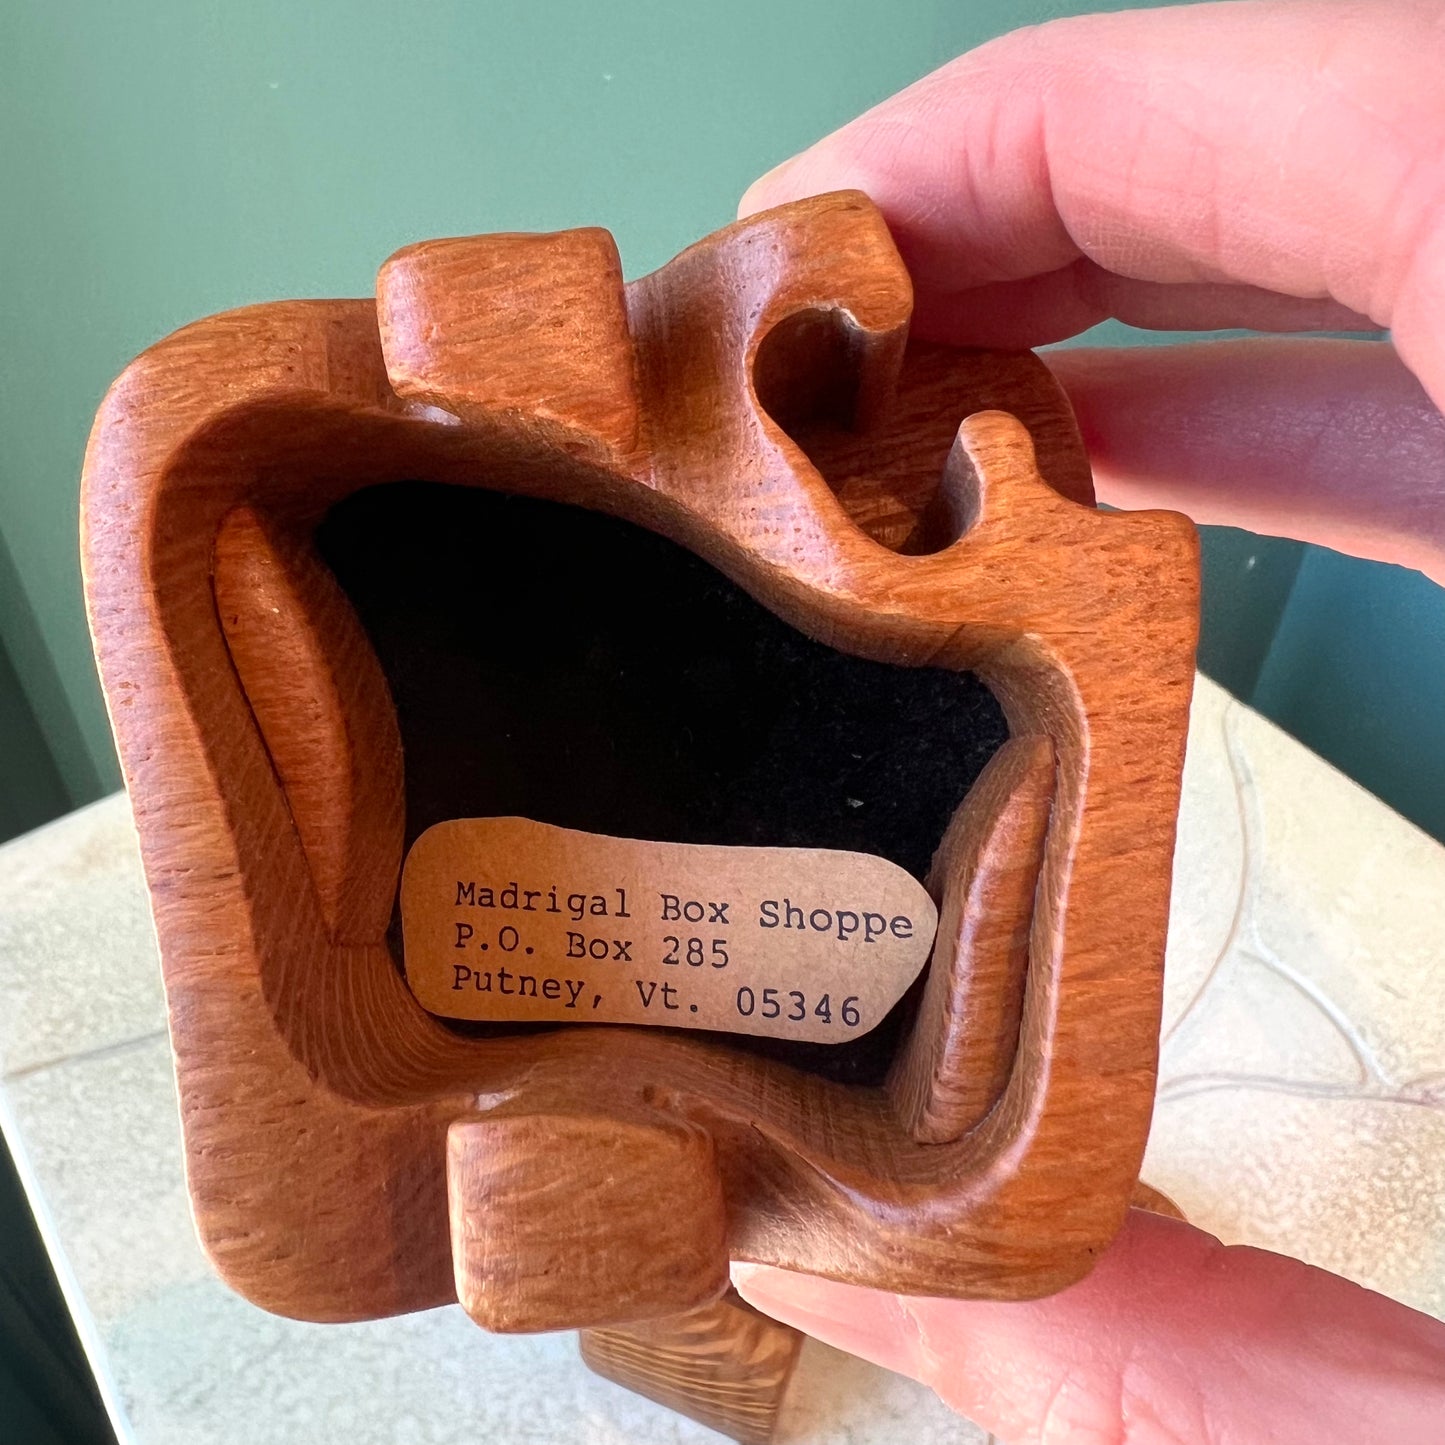 Madrigal Box Shoppe
P.O. Box 285
Putney, Vt. 05346